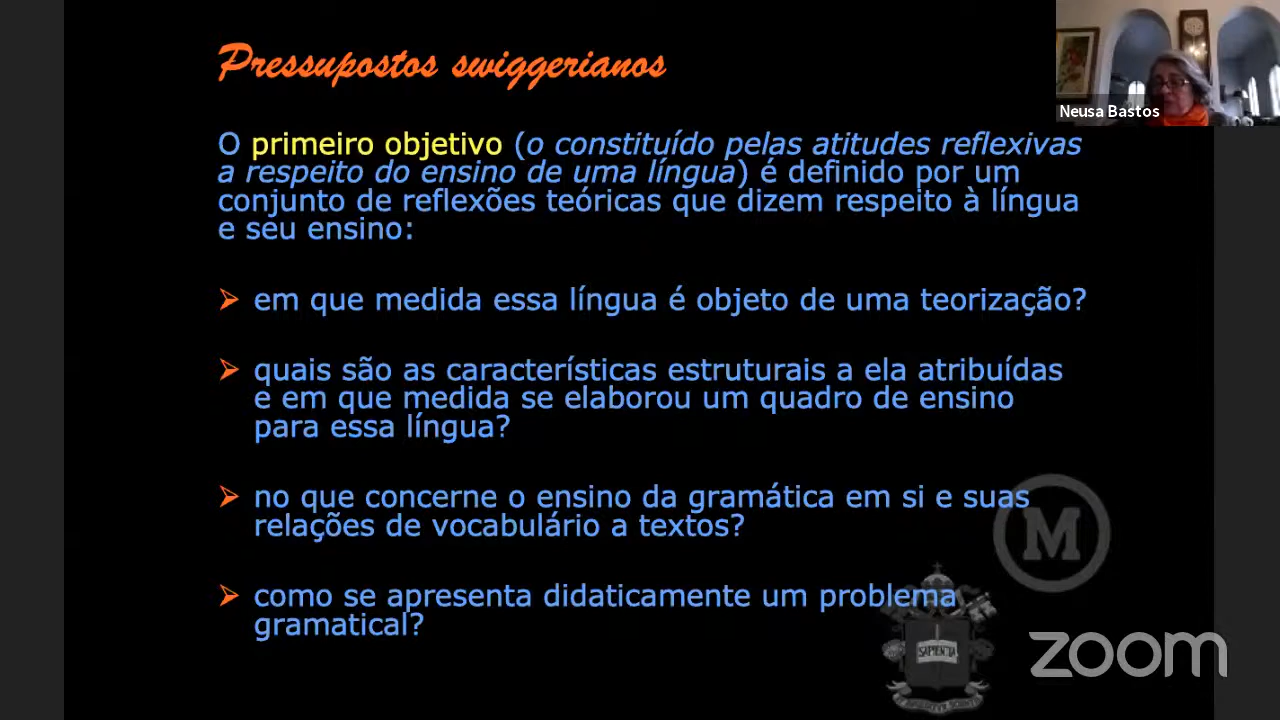 Pressupostos swiggerianos
Neusa Bastos
O primeiro objetivo (o constituído pelas atitudes reflexivas
a respeito do ensino de uma língua) é definido por um
conjunto de reflexões teóricas que dizem respeito à língua
e seu ensino:
em que medida essa língua é objeto de uma teorização?
quais são as características estruturais a ela atribuídas
e em que medida se elaborou um quadro de ensino
para essa língua?
no que concerne o ensino da gramática em si e suas
relações de vocabulário a textos?
como se apresenta didaticamente um problema
gramatical?
M
SAPIENTIA
zoom